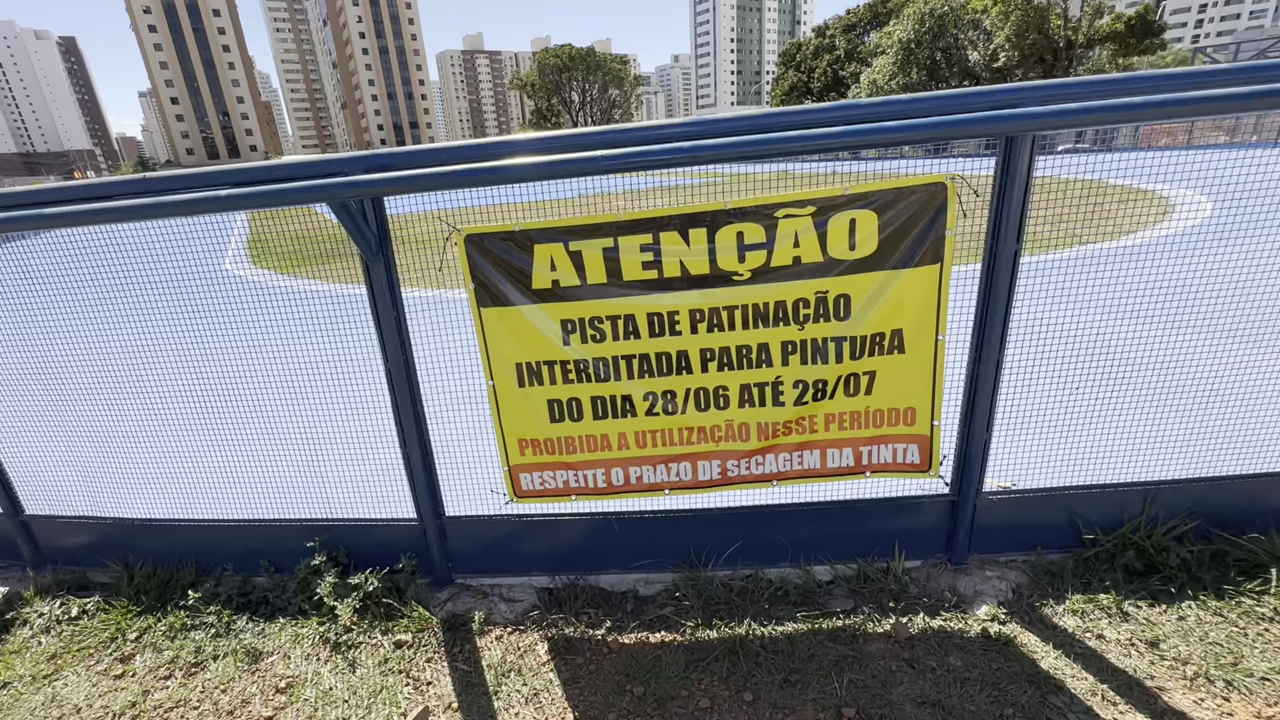 ATENÇÃO
PISTA DE PATINAÇÃO
INTERDITADA PARA PINTURA
DO DIA 28/06 ATÉ 28/07
PROIBIDA A UTILIZAÇÃO NESSE PERÍODO
RESPEITE O PRAZO DE SECAGEM DA TINTA